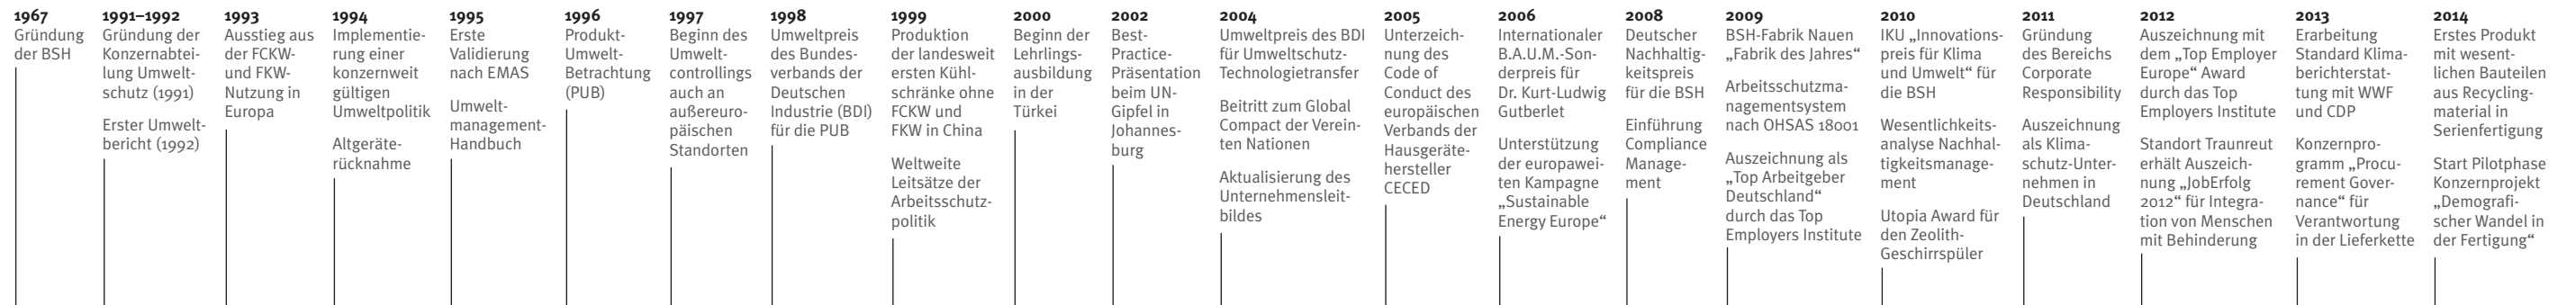 1967
Gründung
der BSH
1991–1992
Gründung der
Konzernabtei-
lung Umwelt-
schutz (1991)
Erster Umwelt-
bericht (1992)
1993
Ausstieg aus
der FCKW-
und FKW-
Nutzung in
Europa
1994
Implementie-
rung einer
konzernweit
gültigen
Umweltpolitik
Altgeräte-
rücknahme
1995
Erste
Validierung
nach EMAS
Umwelt-
management-
Handbuch
1996
Produkt-
Umwelt-
Betrachtung
(PUB)
1997
Beginn des
Umwelt-
controllings
auch an
außereuro-
päischen
Standorten
1998
Umweltpreis
des Bundes-
verbands der
Deutschen
Industrie (BDI)
für die PUB
1999
Produktion
der landesweit
ersten Kühl-
schränke ohne
FCKW und
FKW in China
Weltweite
Leitsätze der
Arbeitsschutz-
politik
2000
Beginn der
Lehrlings-
ausbildung
in der
Türkei
2002
Best-
Practice-
Präsentation
beim UN-
Gipfel in
Johannes-
burg
2004
Umweltpreis des BDI
für Umweltschutz-
Technologietransfer
Beitritt zum Global
Compact der Verein-
ten Nationen
Aktualisierung des
Unternehmensleit-
bildes
2005
Unterzeich-
nung des
Code of
Conduct des
europäischen
Verbands der
Hausgeräte-
hersteller
CECED
2006
Internationaler
B.A.U.M.-Son-
derpreis für
Dr. Kurt-Ludwig
Gutberlet
Unterstützung
der europawei-
ten Kampagne
„Sustainable
Energy Europe“
2008
Deutscher
Nachhaltig-
keitspreis
für die BSH
Einführung
Compliance
Manage-
ment
2009
BSH-Fabrik Nauen
„Fabrik des Jahres“
Arbeitsschutzma-
nagementsystem
nach OHSAS 18001
Auszeichnung als
„Top Arbeitgeber
Deutschland“
durch das Top
Employers Institute
2010
IKU „Innovations-
preis für Klima
und Umwelt“ für
die BSH
Wesentlichkeits-
analyse Nachhal-
tigkeitsmanage-
ment
Utopia Award für
den Zeolith-
Geschirrspüler
2011
Gründung
des Bereichs
Corporate
Responsibility
Auszeichnung
als Klima-
schutz-Unter-
nehmen in
Deutschland
2012
Auszeichnung mit
dem „Top Employer
Europe“ Award
durch das Top
Employers Institute
Standort Traunreut
erhält Auszeich-
nung „JobErfolg
2012“ für Integra-
tion von Menschen
mit Behinderung
2013
Erarbeitung
Standard Klima-
berichterstat-
tung mit WWF
und CDP
Konzernpro-
gramm „Procu-
rement Gover-
nance“ für
Verantwortung
in der Lieferkette
2014
Erstes Produkt
mit wesent-
lichen Bauteilen
aus Recycling-
material in
Serienfertigung
Start Pilotphase
Konzernprojekt
„Demografi-
scher Wandel in
der Fertigung“